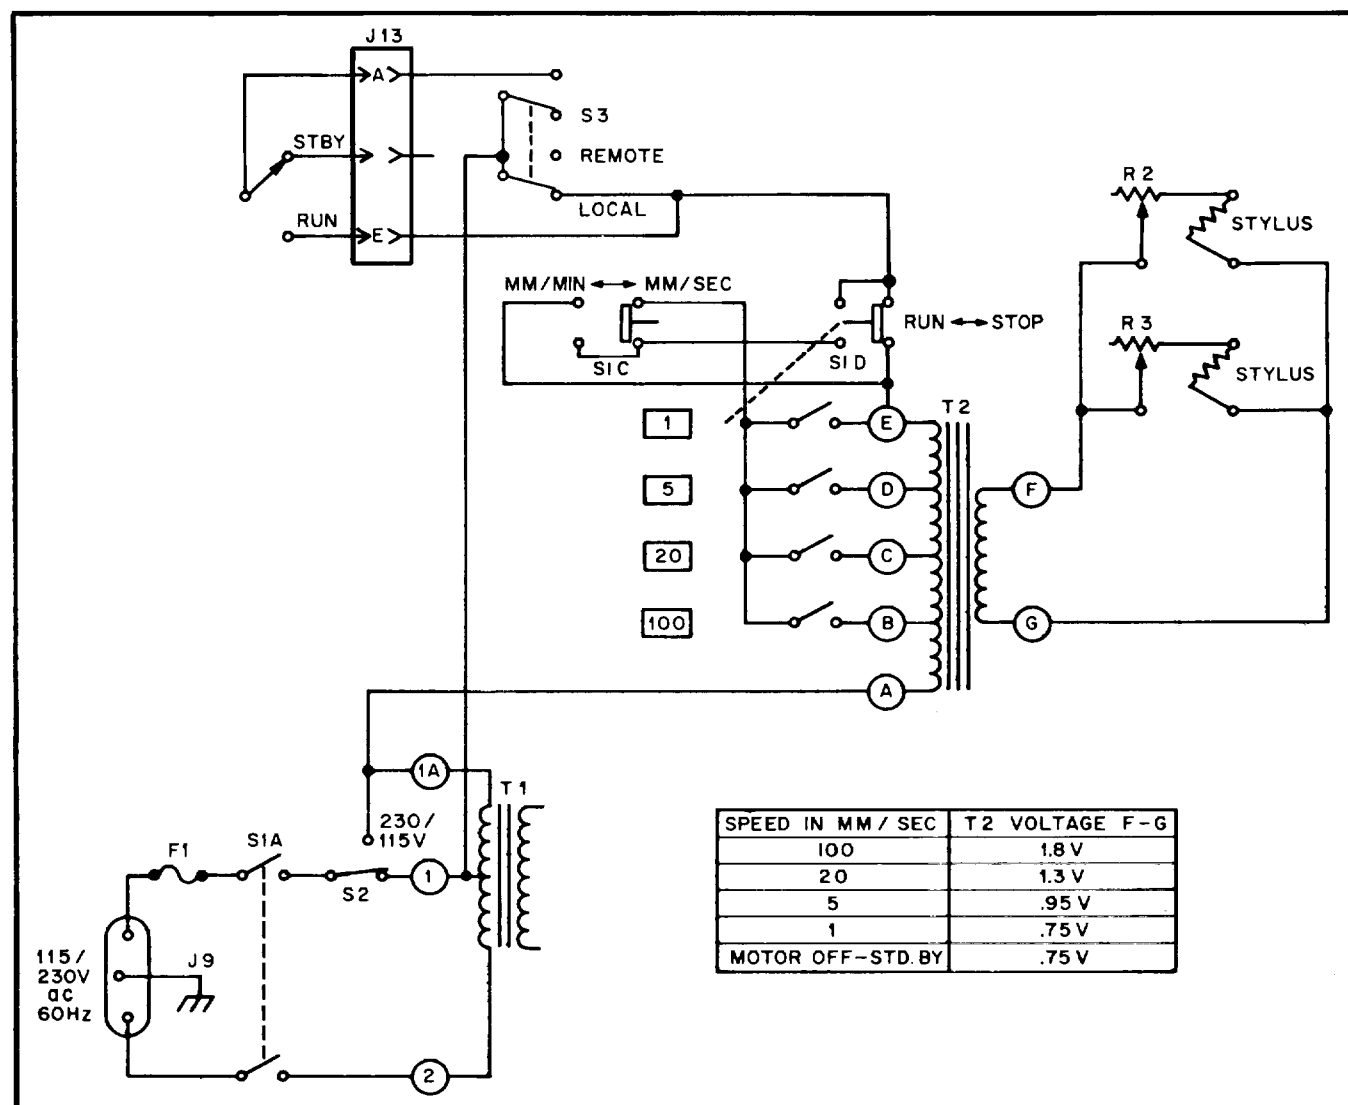 J13
A
S3
STBY
REMOTE
LOCAL
RUN
E
R2
STYLUS
MM/MIN MM/SEC
RUN STOP
S1C
S1D
R3
STYLUS
T2
1
E
5
D
F
20
C
100
B
G
A
1A
T1
230/
115V
F1
S1A
S2
1
J9
115/
230V
ac
60Hz
2
SPEED IN MM/SEC T2 VOLTAGE F-G
100 1.8 V
20 1.3 V
5 .95 V
1 .75 V
MOTOR OFF-STD. BY .75 V